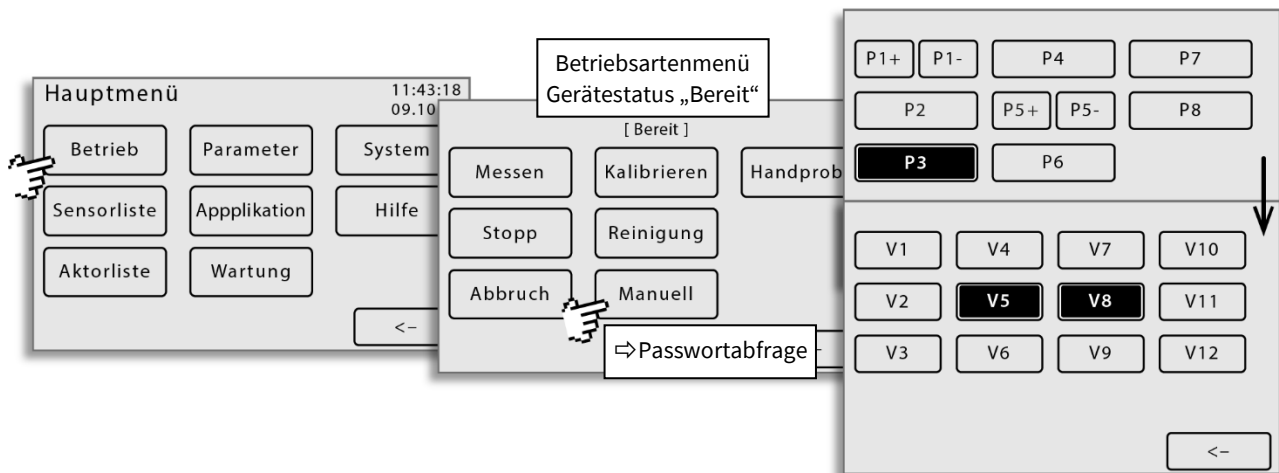 Hauptmenü
11:43:18
09.10
Betrieb
Parameter
System
Sensorliste
Appplikation
Hilfe
Aktorliste
Wartung
<–
Betriebsartenmenü
Gerätestatus „Bereit“
[ Bereit ]
Messen
Kalibrieren
Handprob
Stopp
Reinigung
Abbruch
Manuell
⇨Passwortabfrage
P1+ P1- P4 P7
P2 P5+ P5- P8
P3 P6
V1 V4 V7 V10
V2 V5 V8 V11
V3 V6 V9 V12
<–